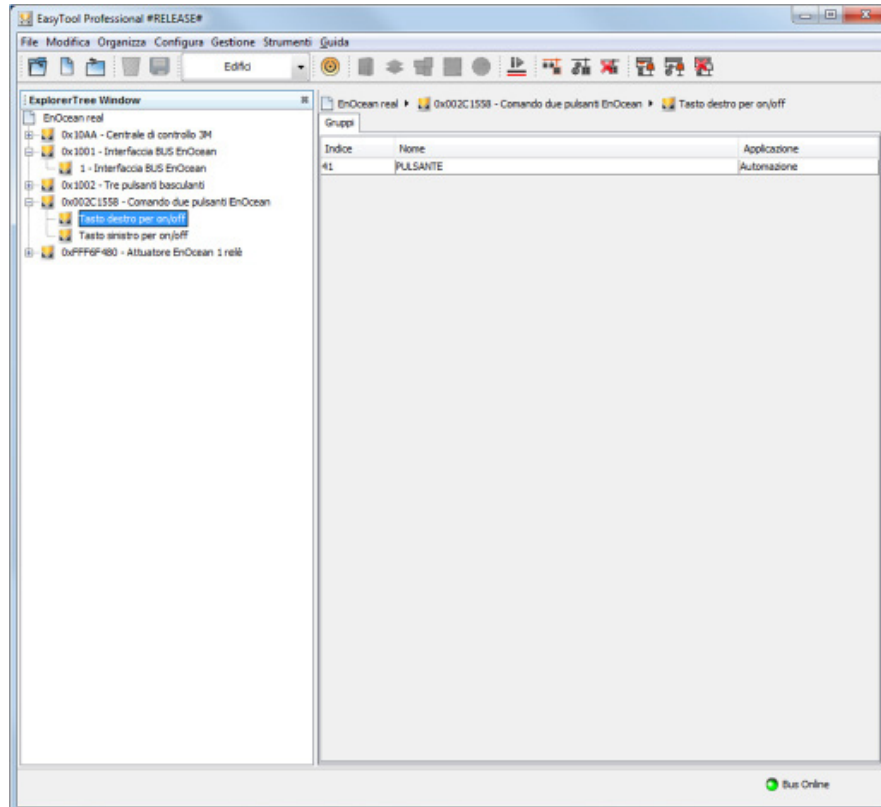 EasyTool Professional #RELEASE#
File Modifica Organizza Configura Gestione Strumenti Guida
Edifici
ExplorerTree Window
EnOcean real
0x10AA - Centrale di controllo 3M
0x1001 - Interfaccia BUS EnOcean
1 - Interfaccia BUS EnOcean
0x1002 - Tre pulsanti basculanti
0x002C1558 - Comando due pulsanti EnOcean
Tasto destro per on/off
Tasto sinistro per on/off
0xFFF6F480 - Attuatore EnOcean 1 relè
EnOcean real 0x002C1558 - Comando due pulsanti EnOcean Tasto destro per on/off
Gruppi
Indice Nome Applicazione
41 PULSANTE Automazione
Bus Online